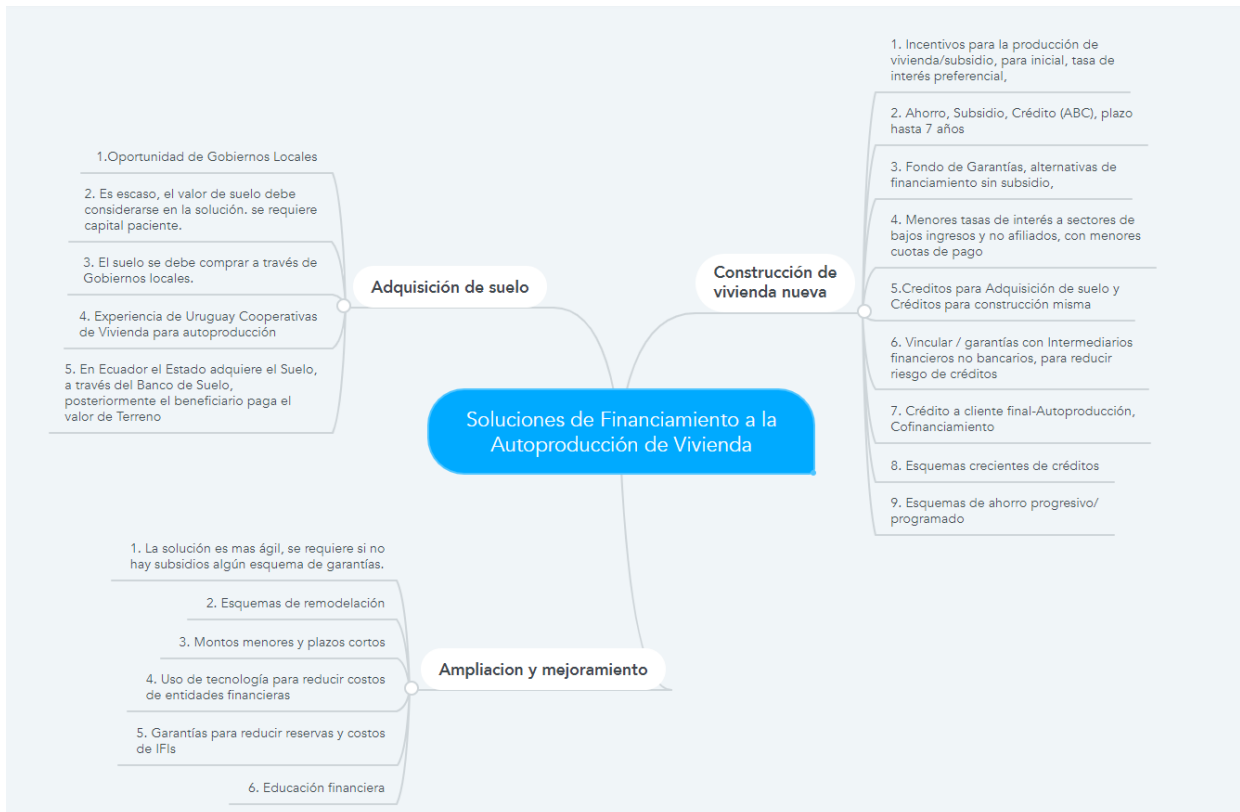 Soluciones de Financiamiento a la
Autoproducción de Vivienda
Adquisición de suelo
1.Oportunidad de Gobiernos Locales
2. Es escaso, el valor de suelo debe
considerarse en la solución. se requiere
capital paciente.
3. El suelo se debe comprar a través de
Gobiernos locales.
4. Experiencia de Uruguay Cooperativas
de Vivienda para autoproducción
5. En Ecuador el Estado adquiere el Suelo,
a través del Banco de Suelo,
posteriormente el beneficiario paga el
valor de Terreno
Construcción de
vivienda nueva
1. Incentivos para la producción de
vivienda/subsidio, para inicial, tasa de
interés preferencial,
2. Ahorro, Subsidio, Crédito (ABC), plazo
hasta 7 años
3. Fondo de Garantías, alternativas de
financiamiento sin subsidio,
4. Menores tasas de interés a sectores de
bajos ingresos y no afiliados, con menores
cuotas de pago
5.Creditos para Adquisición de suelo y
Créditos para construcción misma
6. Vincular / garantías con Intermediarios
financieros no bancarios, para reducir
riesgo de créditos
7. Crédito a cliente final-Autoproducción,
Cofinanciamiento
8. Esquemas crecientes de créditos
9. Esquemas de ahorro progresivo/
programado
Ampliacion y mejoramiento
1. La solución es mas ágil, se requiere si no
hay subsidios algún esquema de garantías.
2. Esquemas de remodelación
3. Montos menores y plazos cortos
4. Uso de tecnología para reducir costos
de entidades financieras
5. Garantías para reducir reservas y costos
de IFIs
6. Educación financiera